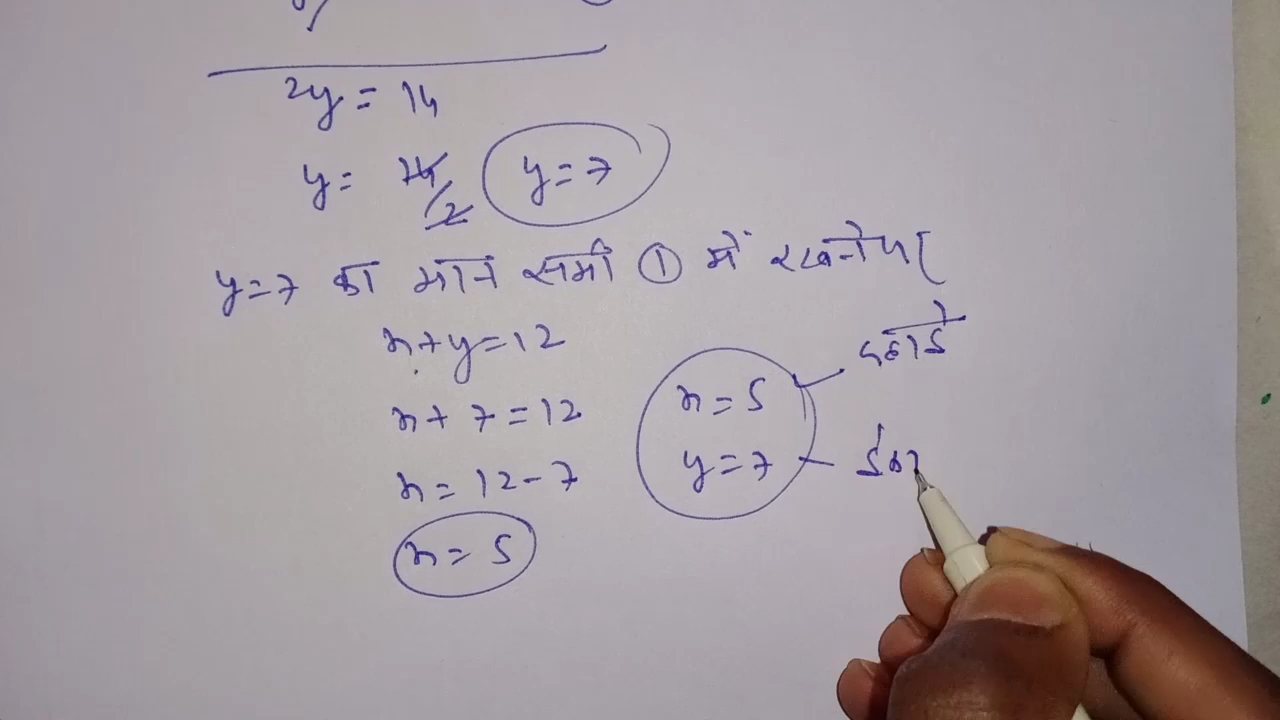 2y = 14
y = 14/2 y = 7
y = 7 का मान समी ① में रखने पर
x + y = 12
x + 7 = 12
x = 12 - 7
x = 5
x = 5
y = 7